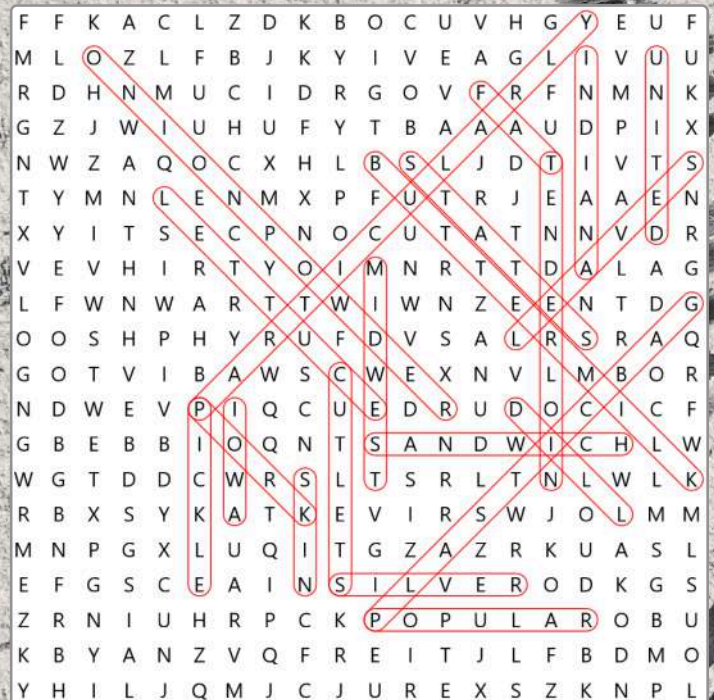 F F K A C L Z D K B O C U V H G Y E U F
M L O Z L F B J K Y I V E A G L I V U U
R D H N M U C I D R G O V F R F N M N K
G Z J W I U H U F Y T B A A A U D P I X
N W Z A Q O C X H L B S L J D T I V T S
T Y M N L E N M X P F U T R J E A A E N
X Y I T S E C P N O C U T A T N N V D R
V E V H I R T Y O I M N R T T D A L A G
L F W N W A R T T W I W N Z E E N T D G
O O S H P H Y R U F D V S A L R S R A Q
G O T V I B A W S C W E X N V L M B O R
N D W E V P I Q C U E D R U D O C I C F
G B E B B I O Q N T S A N D W I C H L W
W G T D D C W R S L T S R L T N L W L K
R B X S Y K A T K E V I R S W J O L M M
M N P G X L U Q I T G Z A Z R K U A S L
E F G S C E A I N S I L V E R O D K G S
Z R N I U H R P C K P O P U L A R O B U
K B Y A N Z V Q F R E I T J L F B D M O
Y H I L J Q M J C J U R E X S Z K N P L